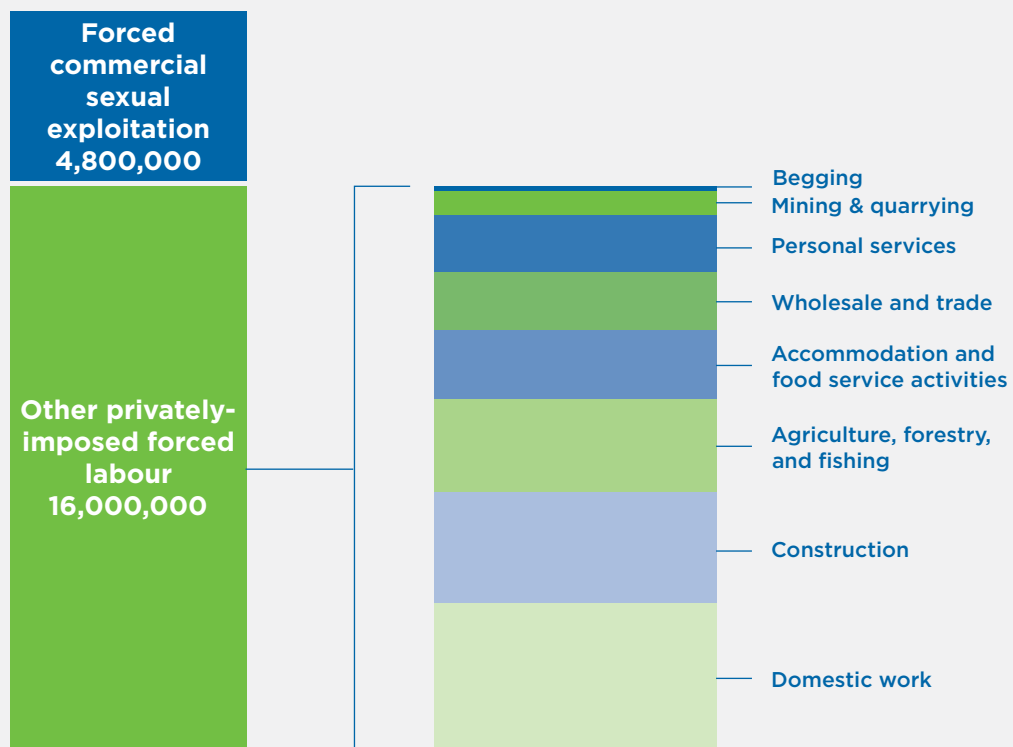 Forced
commercial
sexual
exploitation
4,800,000
Other privately-
imposed forced
labour
16,000,000
Begging
Mining & quarrying
Personal services
Wholesale and trade
Accommodation and
food service activities
Agriculture, forestry,
and fishing
Construction
Domestic work